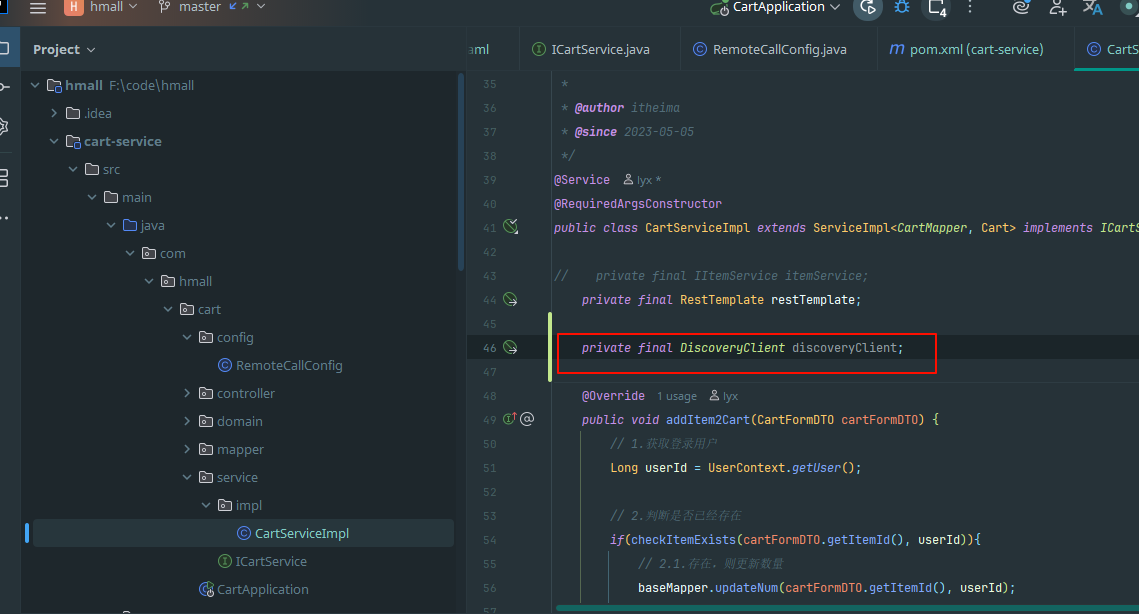 hmall
master
CartApplication
Project
aml
ICartService.java
RemoteCallConfig.java
pom.xml (cart-service)
CartS
hmall F:\code\hmall
.idea
cart-service
src
main
java
com
hmall
cart
config
RemoteCallConfig
controller
domain
mapper
service
impl
CartServiceImpl
ICartService
CartApplication
35 *
36 * @author itheima
37 * @since 2023-05-05
38 */
39 @Service lyx *
40 @RequiredArgsConstructor
41 public class CartServiceImpl extends ServiceImpl<CartMapper, Cart> implements ICartS
42
43 // private final IItemService itemService;
44 private final RestTemplate restTemplate;
45
46 private final DiscoveryClient discoveryClient;
47
48 @Override 1 usage lyx
49 public void addItem2Cart(CartFormDTO cartFormDTO) {
50 // 1.获取登录用户
51 Long userId = UserContext.getUser();
52
53 // 2.判断是否已经存在
54 if(checkItemExists(cartFormDTO.getItemId(), userId)){
55 // 2.1.存在，则更新数量
56 baseMapper.updateNum(cartFormDTO.getItemId(), userId);
57